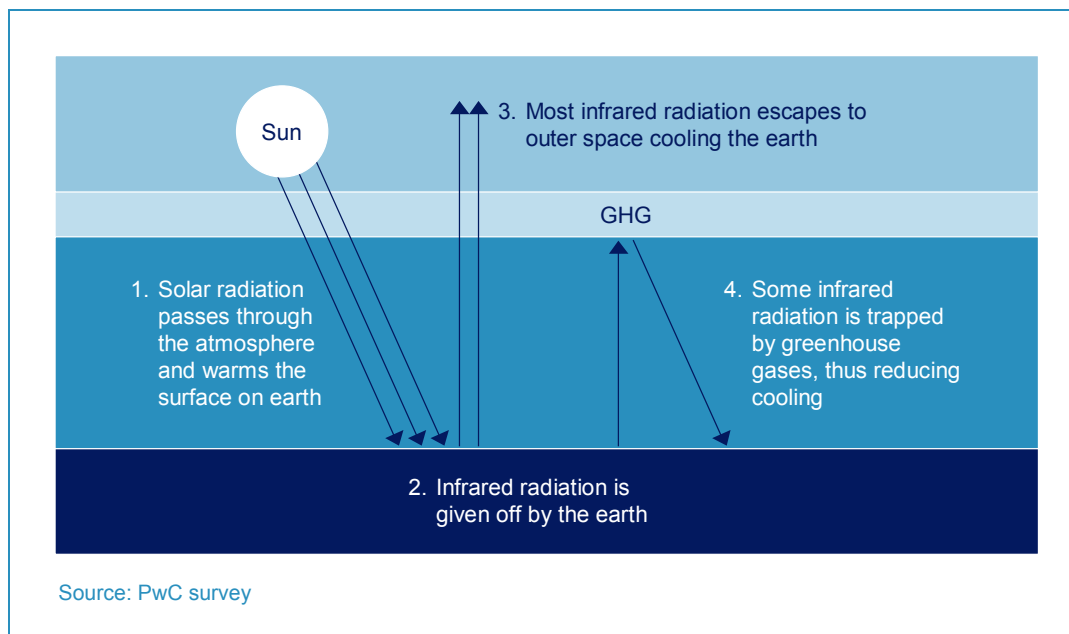 Sun
3. Most infrared radiation escapes to
outer space cooling the earth
GHG
1. Solar radiation
passes through
the atmosphere
and warms the
surface on earth
4. Some infrared
radiation is trapped
by greenhouse
gases, thus reducing
cooling
2. Infrared radiation is
given off by the earth
Source: PwC survey